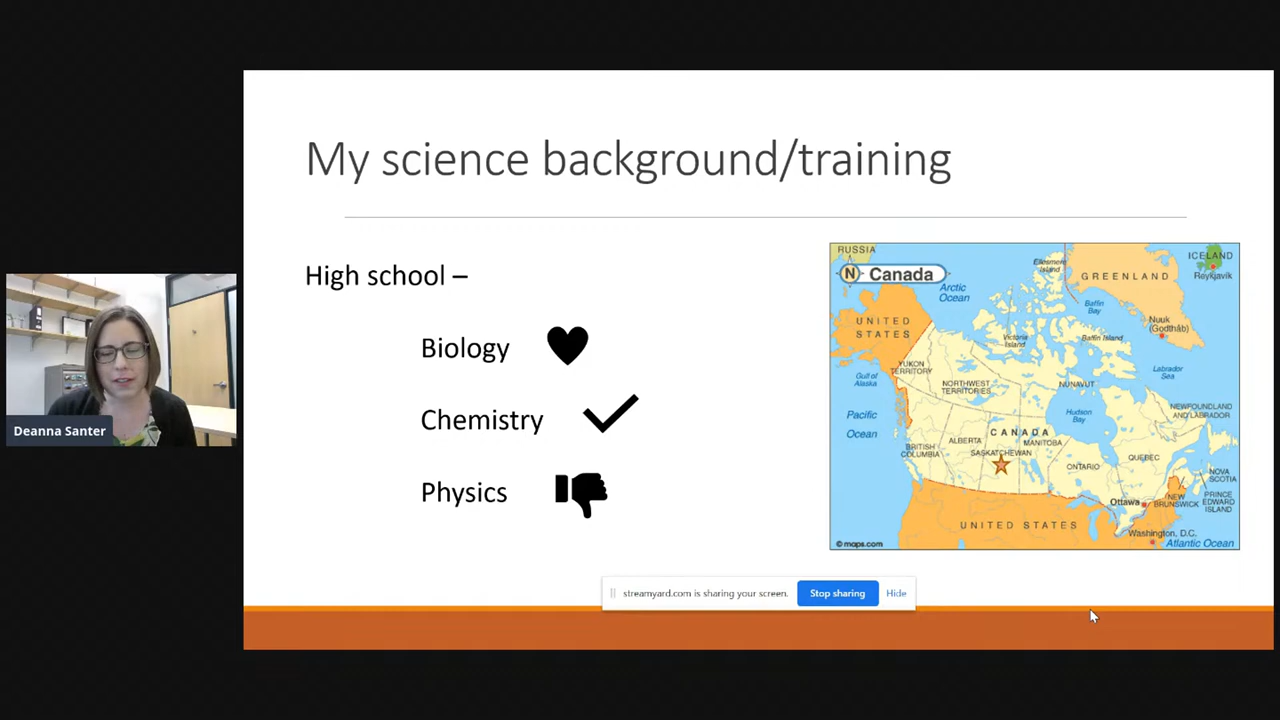 My science background/training
High school –
Biology
Chemistry
Physics
Deanna Santer
RUSSIA
N Canada
Arctic
Ocean
Ellesmere
Island
GREENLAND
ICELAND
Reykjavik
Baffin
Bay
Nuuk
(Godthåb)
UNITED
STATES
Victoria
Island
Baffin Island
Gulf of
Alaska
YUKON
TERRITORY
NORTHWEST
TERRITORIES
NUNAVUT
Labrador
Sea
Pacific
Ocean
Hudson
Bay
NEWFOUNDLAND
AND LABRADOR
CANADA
BRITISH
COLUMBIA
ALBERTA
MANITOBA
SASKATCHEWAN
ONTARIO
QUEBEC
NOVA
SCOTIA
Ottawa
NEW
BRUNSWICK
PRINCE
EDWARD
ISLAND
UNITED STATES
Washington, D.C.
© maps.com
Atlantic Ocean
streamyard.com is sharing your screen.
Stop sharing
Hide